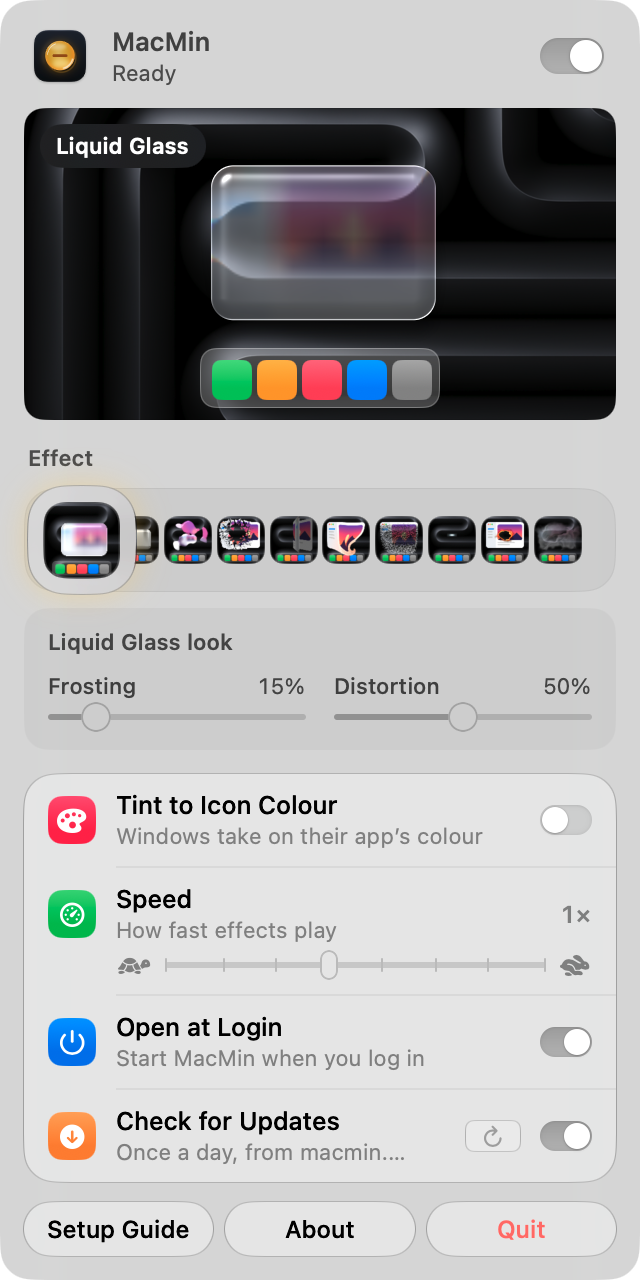 MacMin
Ready
Liquid Glass
Effect
Liquid Glass look
Frosting 15% Distortion 50%
Tint to Icon Colour
Windows take on their app’s colour
Speed
How fast effects play
1×
Open at Login
Start MacMin when you log in
Check for Updates
Once a day, from macmin....
Setup Guide About Quit